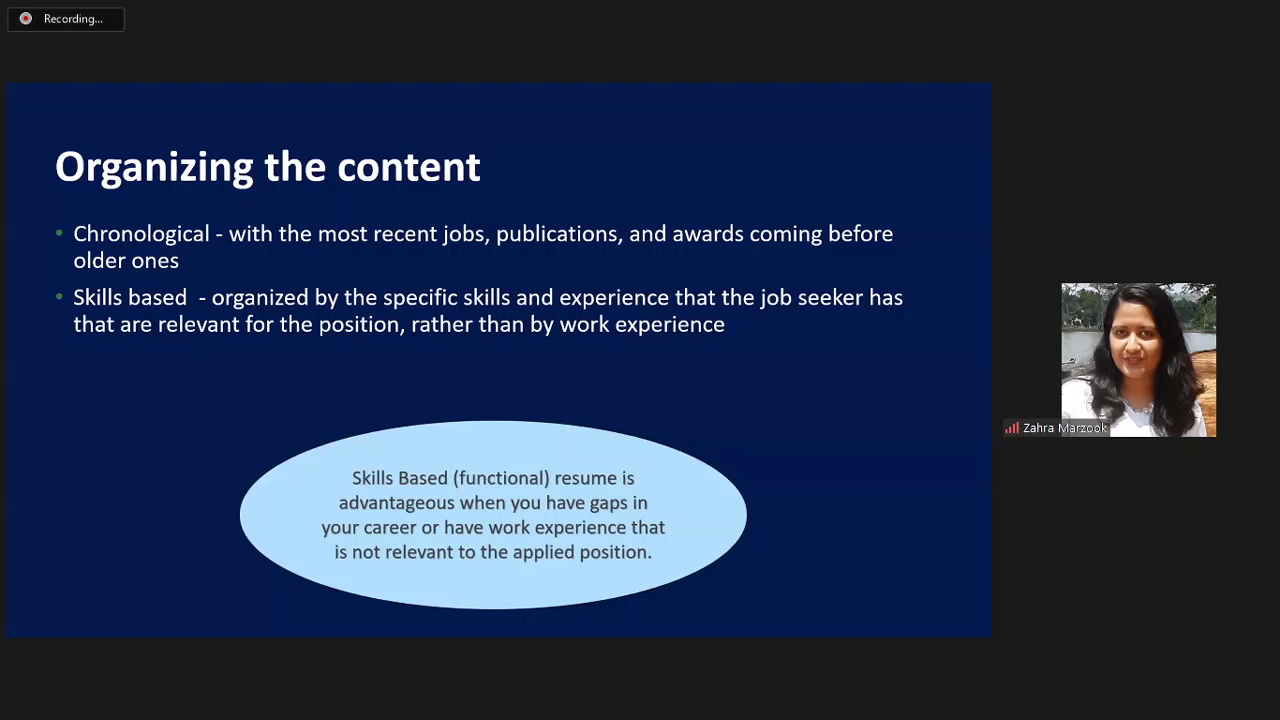 Recording...
Organizing the content
• Chronological - with the most recent jobs, publications, and awards coming before
older ones
• Skills based  - organized by the specific skills and experience that the job seeker has
that are relevant for the position, rather than by work experience
Skills Based (functional) resume is
advantageous when you have gaps in
your career or have work experience that
is not relevant to the applied position.
Zahra Marzook